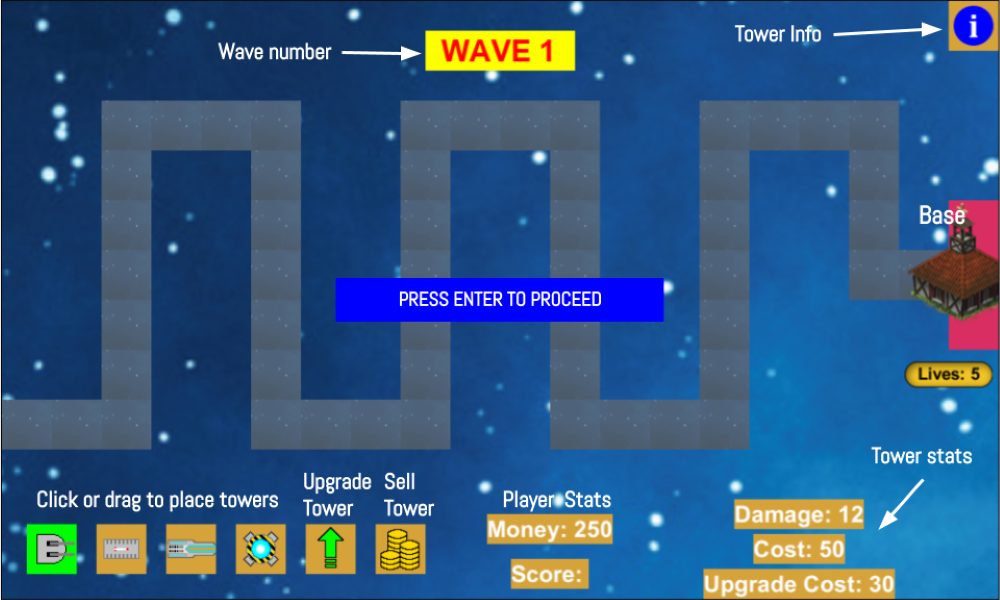 Wave number
WAVE 1
Tower Info
i
Base
PRESS ENTER TO PROCEED
Lives: 5
Tower stats
Click or drag to place towers
Upgrade
Tower
Sell
Tower
Player Stats
Money: 250
Score:
Damage: 12
Cost: 50
Upgrade Cost: 30